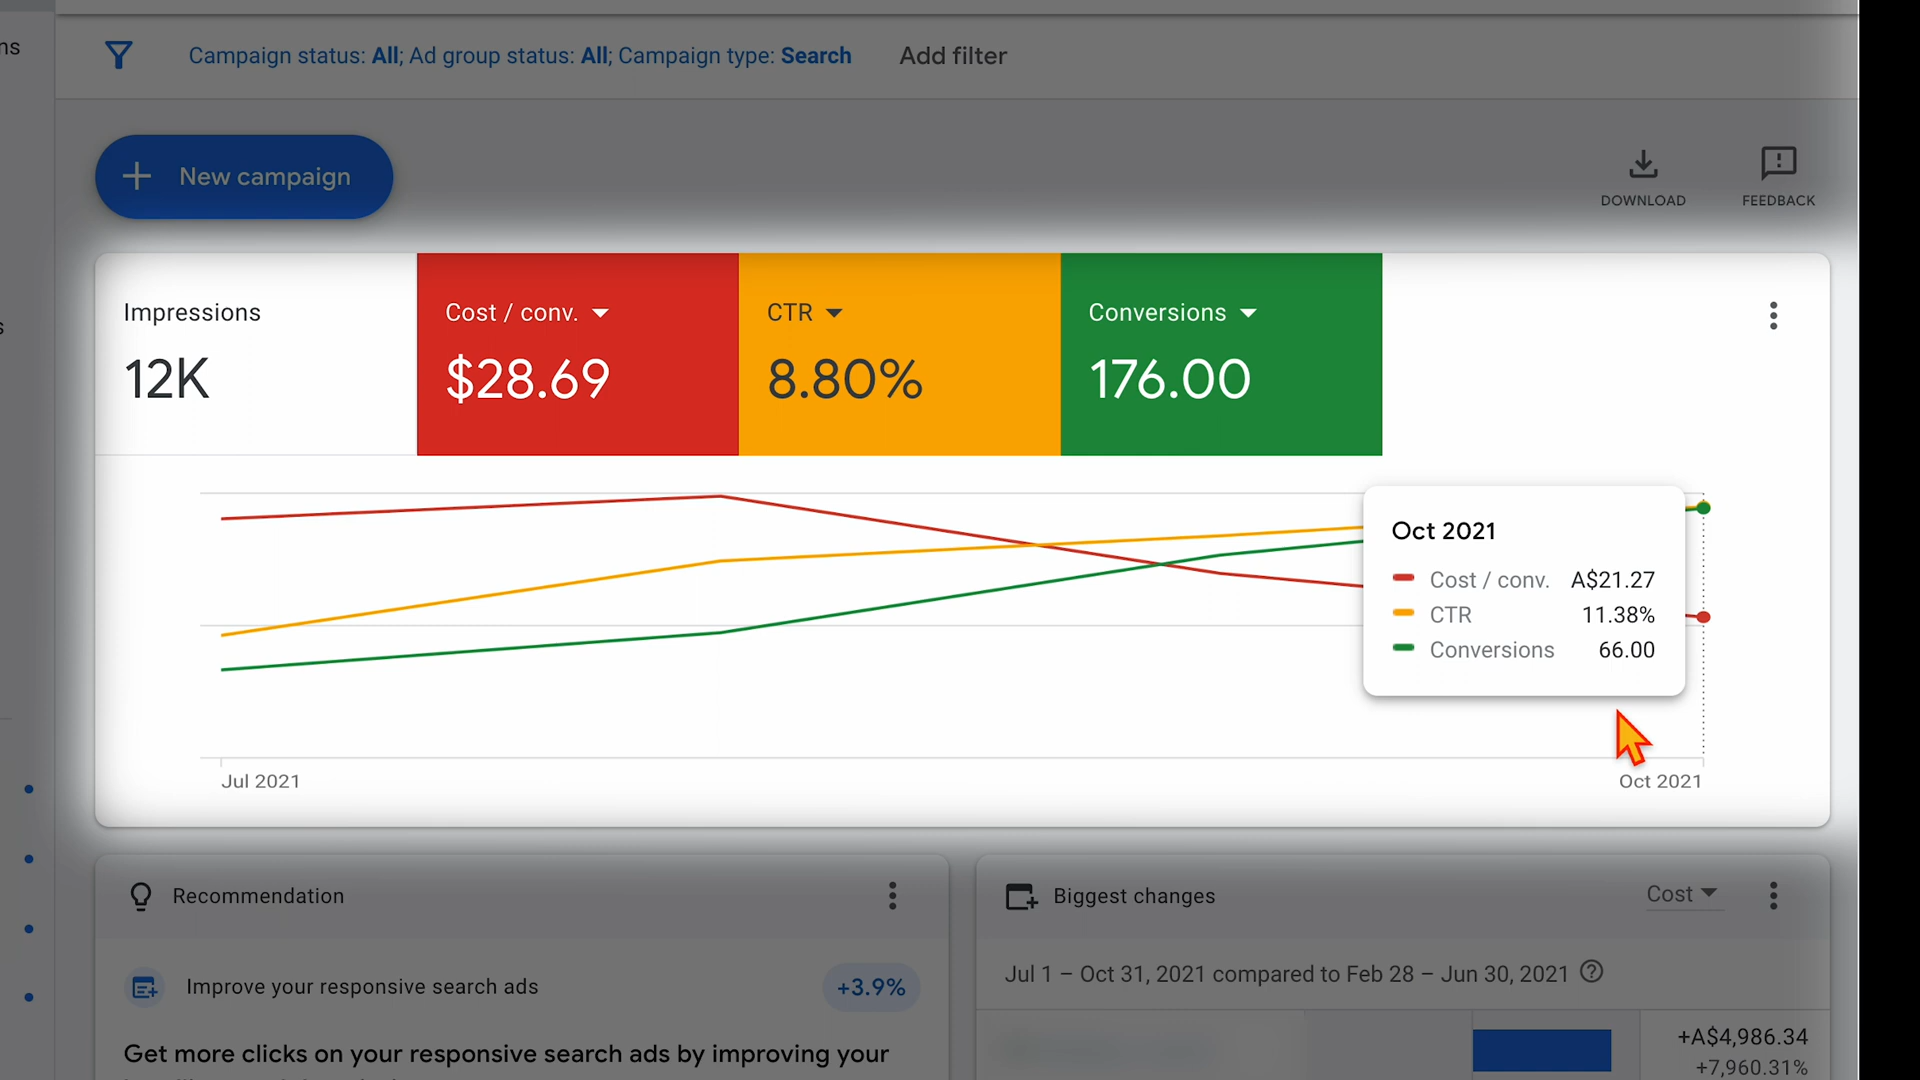 ns
Campaign status: All; Ad group status: All; Campaign type: Search
Add filter
New campaign
DOWNLOAD
FEEDBACK
Impressions
12K
Cost / conv.
$28.69
CTR
8.80%
Conversions
176.00
Oct 2021
Cost / conv. A$21.27
CTR 11.38%
Conversions 66.00
Jul 2021
Oct 2021
Recommendation
Improve your responsive search ads
+3.9%
Get more clicks on your responsive search ads by improving your
Biggest changes
Cost
Jul 1 – Oct 31, 2021 compared to Feb 28 – Jun 30, 2021
+A$4,986.34
+7,960.31%